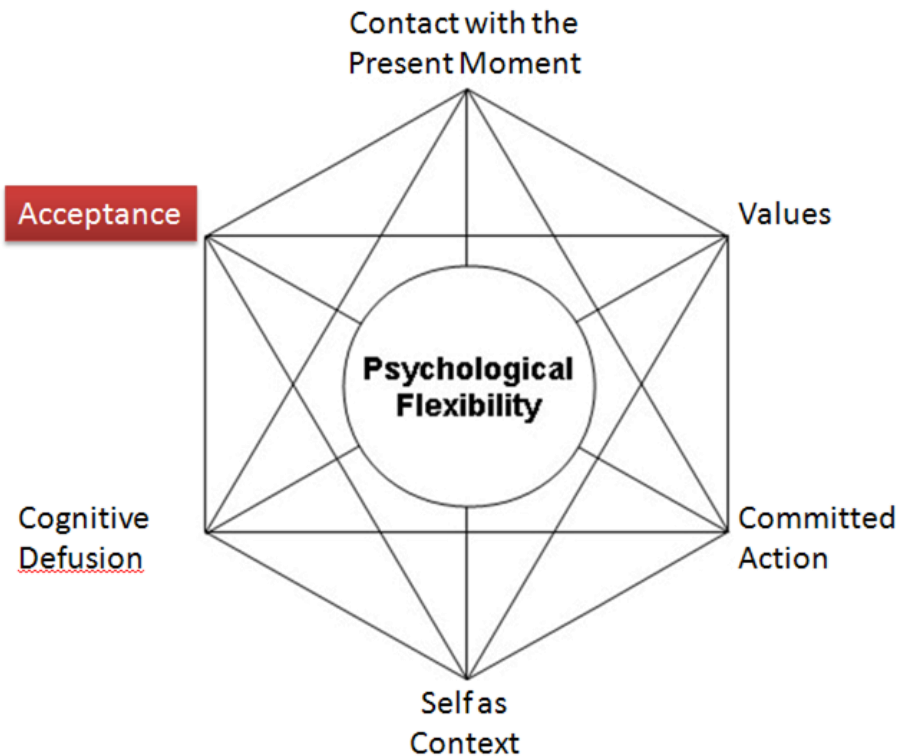 Contact with the
Present Moment
Acceptance
Values
Psychological
Flexibility
Cognitive
Defusion
Committed
Action
Self as
Context